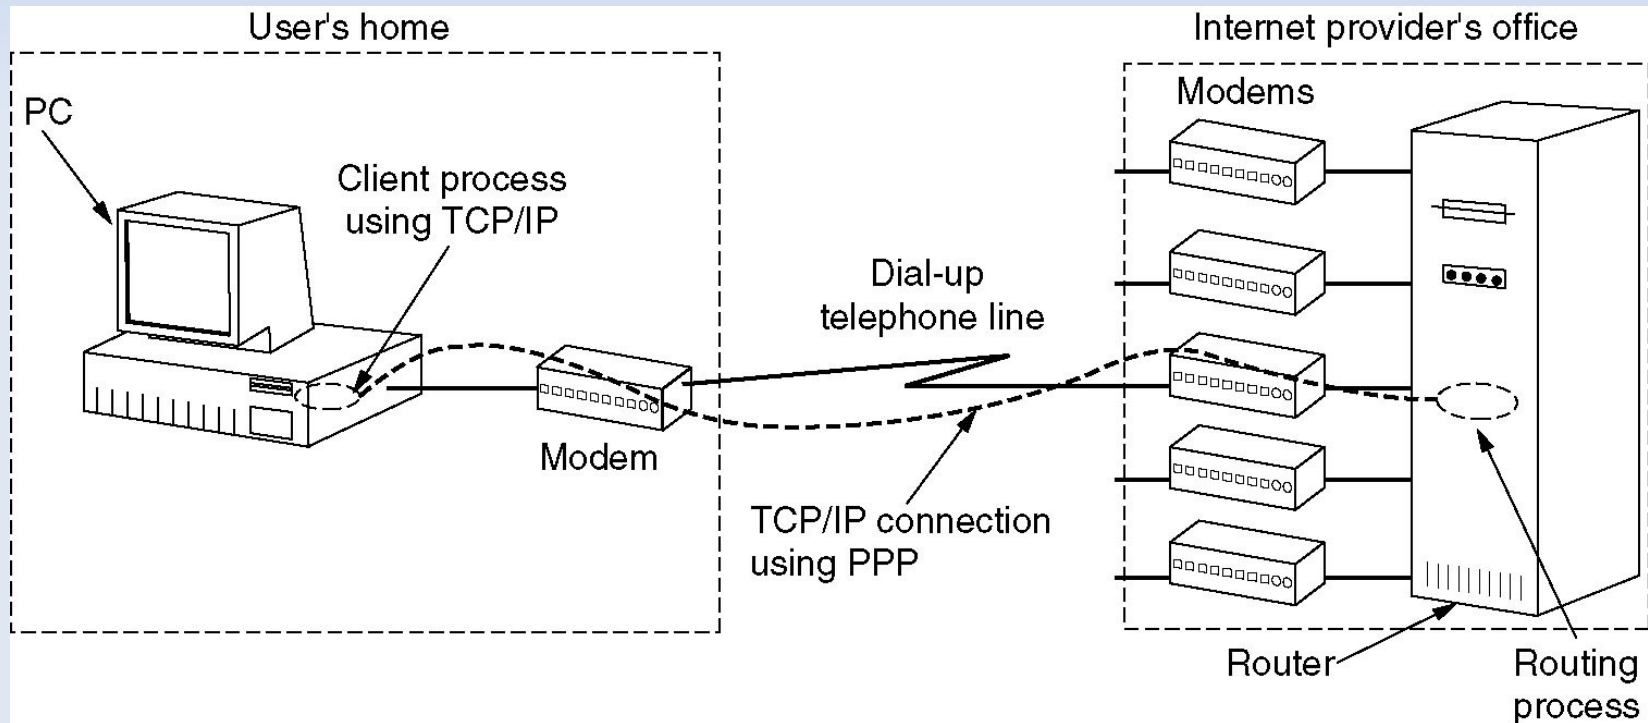 User's home
Internet provider's office
PC
Modems
Client process
using TCP/IP
Dial-up
telephone line
Modem
TCP/IP connection
using PPP
Router
Routing
process